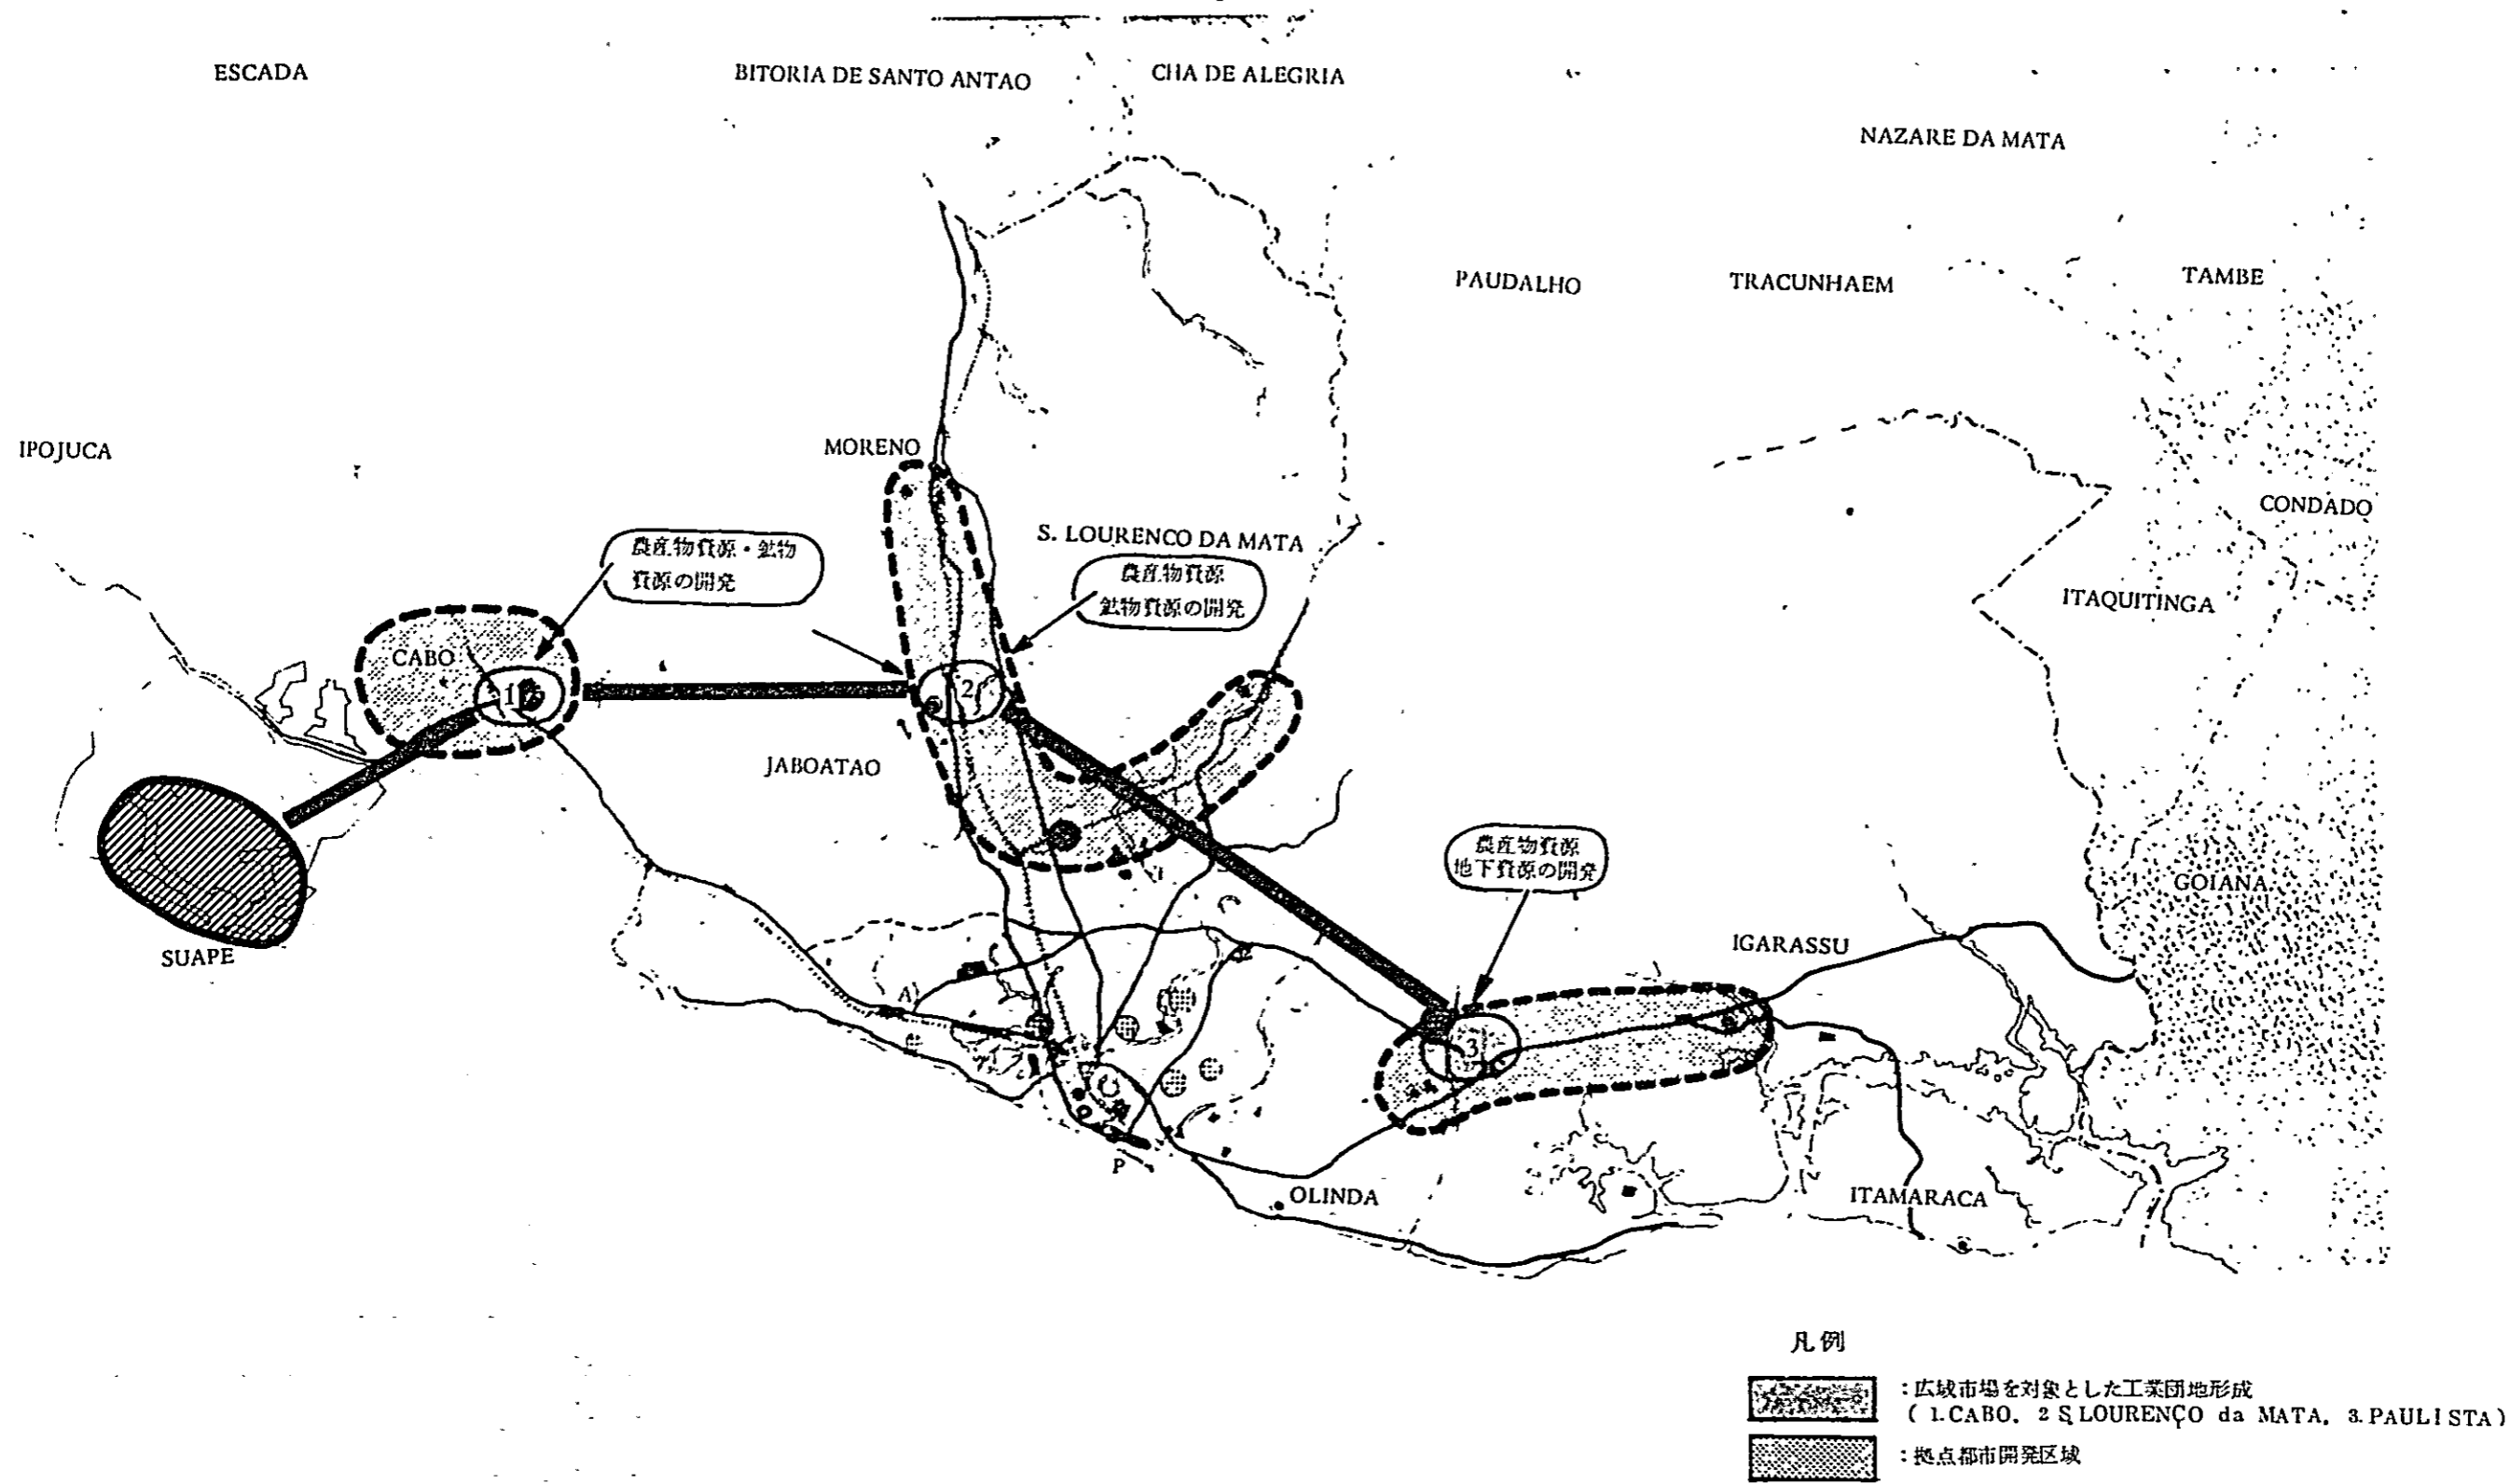 ESCADA
BITORIA DE SANTO ANTAO
CHA DE ALEGRIA
NAZARE DA MATA
PAUDALHO
TRACUNHAEM
TAMBE
IPOJUCA
MORENO
CONDADO
S. LOURENCO DA MATA
農産物資源・鉱物
資源の開発
農産物資源
鉱物資源の開発
ITAQUITINGA
CABO
1
2
JABOATAO
農産物資源
地下資源の開発
GOIANA
SUAPE
IGARASSU
A
3
P
OLINDA
ITAMARACA
凡例
：広域市場を対象とした工業団地形成
( 1.CABO. 2 S.LOURENÇO da MATA. 3.PAULISTA)
：拠点都市開発区域